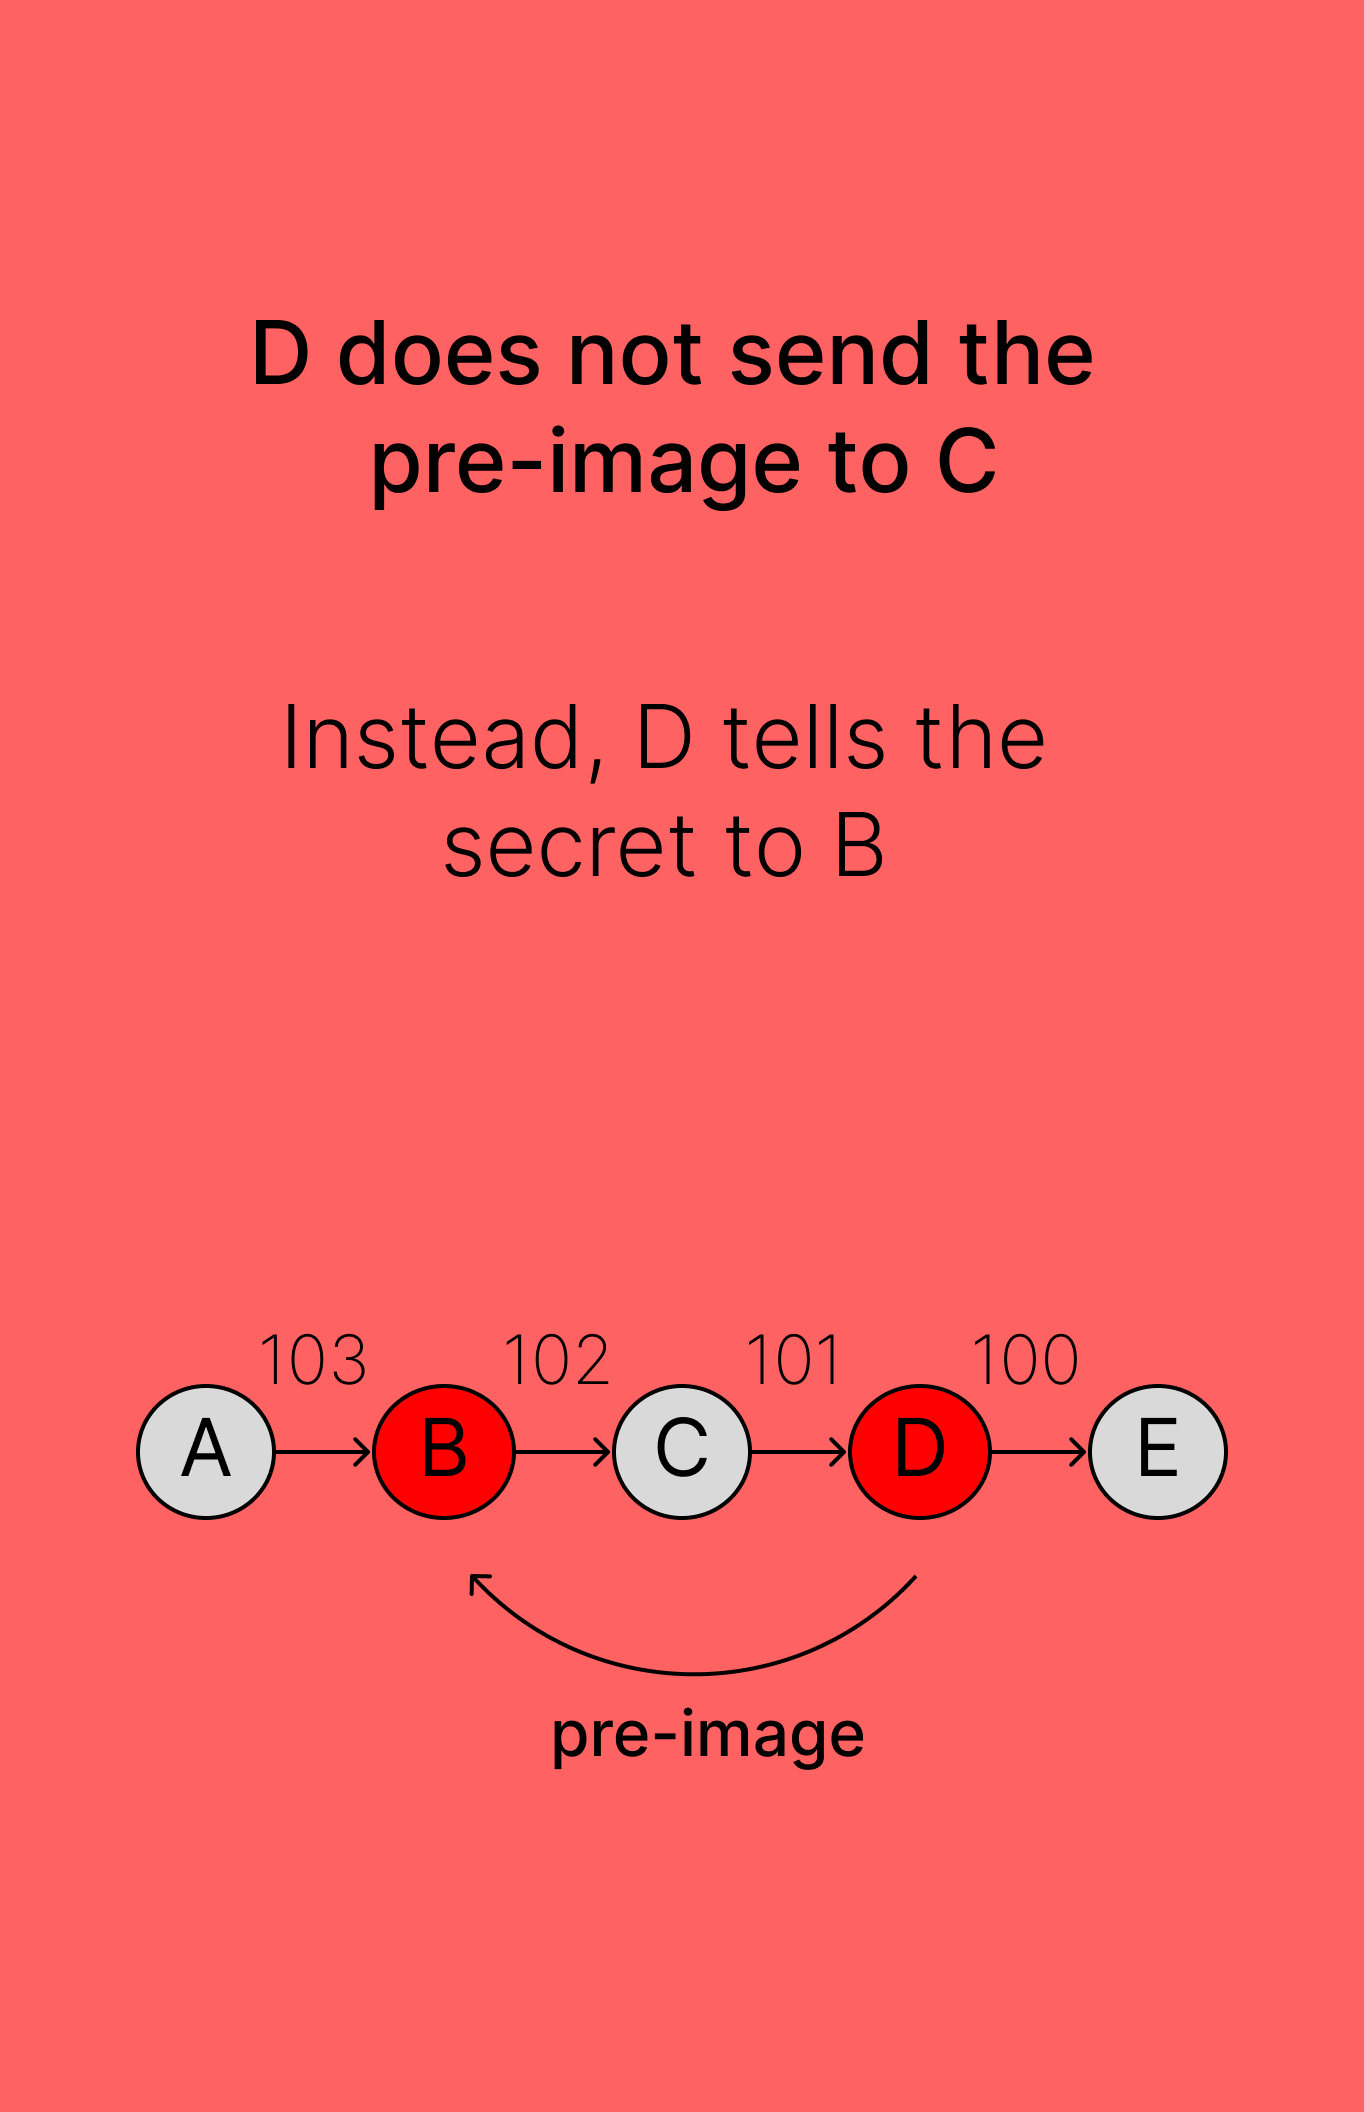 D does not send the
pre-image to C
Instead, D tells the
secret to B
103 102 101 100
A B C D E
pre-image